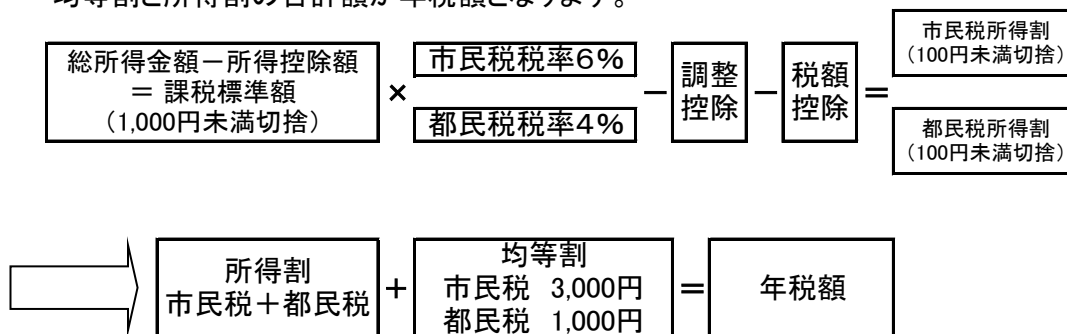 均等割と所得割の合計額が年税額となります。
総所得金額－所得控除額
＝ 課税標準額
（1,000円未満切捨）
×
市民税税率６％
都民税税率４％
－
調整
控除
－
税額
控除
＝
市民税所得割
（100円未満切捨）
都民税所得割
（100円未満切捨）
所得割
市民税＋都民税
＋
均等割
市民税 3,000円
都民税 1,000円
＝
年税額